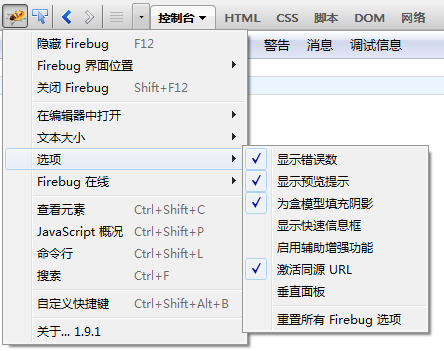 控制台 HTML CSS 脚本 DOM 网络
警告 消息 调试信息
隐藏 Firebug F12
Firebug 界面位置
关闭 Firebug Shift+F12
在编辑器中打开
文本大小
选项
Firebug 在线
查看元素 Ctrl+Shift+C
JavaScript 概况 Ctrl+Shift+P
命令行 Ctrl+Shift+L
搜索 Ctrl+F
自定义快捷键 Ctrl+Shift+Alt+B
关于... 1.9.1
显示错误数
显示预览提示
为盒模型填充阴影
显示快速信息框
启用辅助增强功能
激活同源 URL
垂直面板
重置所有 Firebug 选项